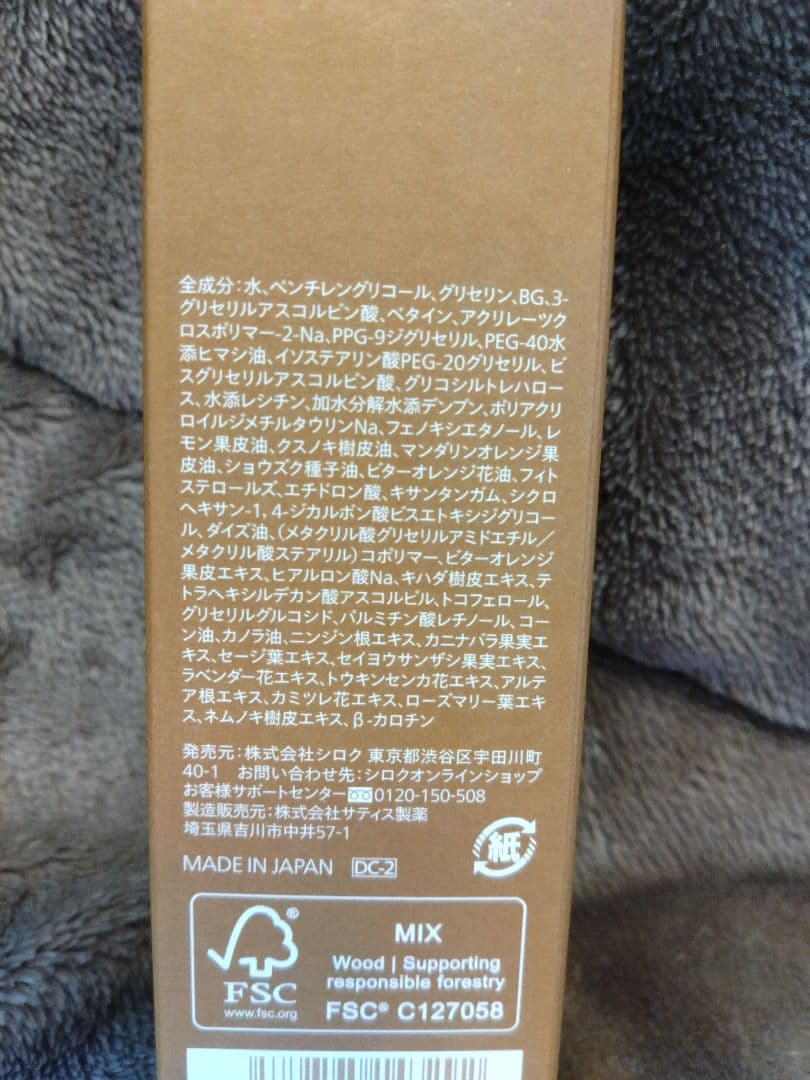 全成分:水、ペンチレングリコール、グリセリン、BG、3-
グリセリルアスコルビン酸、ベタイン、アクリレーツク
ロスポリマー-2-Na、PPG-9ジグリセリル、PEG-40水
添ヒマシ油、イソステアリン酸PEG-20グリセリル、ビ
スグリセリルアスコルビン酸、グリコシルトレハロー
ス、水添レシチン、加水分解水添デンプン、ポリアクリ
ロイルジメチルタウリンNa、フェノキシエタノール、レ
モン果皮油、クスノキ樹皮油、マンダリンオレンジ果
皮油、ショウズク種子油、ビターオレンジ花油、フィト
ステロールズ、エチドロン酸、キサンタンガム、シクロ
ヘキサン-1,4-ジカルボン酸ビスエトキシジグリコー
ル、ダイズ油、(メタクリル酸グリセリルアミドエチル/
メタクリル酸ステアリル)コポリマー、ビターオレンジ
果皮エキス、ヒアルロン酸Na、キハダ樹皮エキス、テ
トラヘキシルデカン酸アスコルビル、トコフェロール、
グリセリルグルコシド、パルミチン酸レチノール、コー
ン油、カノラ油、ニンジン根エキス、カニナバラ果実エ
キス、セージ葉エキス、セイヨウサンザシ果実エキス、
ラベンダー花エキス、トウキンセンカ花エキス、アルテ
ア根エキス、カミツレ花エキス、ローズマリー葉エキ
ス、ネムノキ樹皮エキス、β-カロチン
発売元:株式会社シロク 東京都渋谷区宇田川町
40-1 お問い合わせ先:シロクオンラインショップ
お客様サポートセンター 0120-150-508
製造販売元:株式会社サティス製薬
埼玉県吉川市中井57-1
MADE IN JAPAN DC-2
紙
FSC®
www.fsc.org
MIX
Wood | Supporting
responsible forestry
FSC® C127058